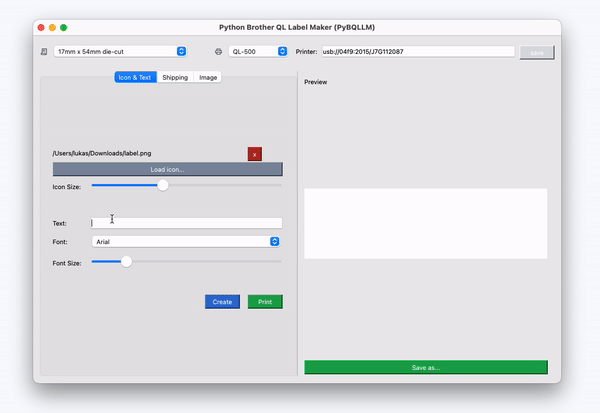 Python Brother QL Label Maker (PyBQLLM)
17mm x 54mm die-cut QL-500 Printer: usb://04f9:2015/J7G112087 save
Icon & Text Shipping Image
Preview
/Users/lukas/Downloads/label.png x
Load icon...
Icon Size:
Text:
Font: Arial
Font Size:
Create Print
Save as...